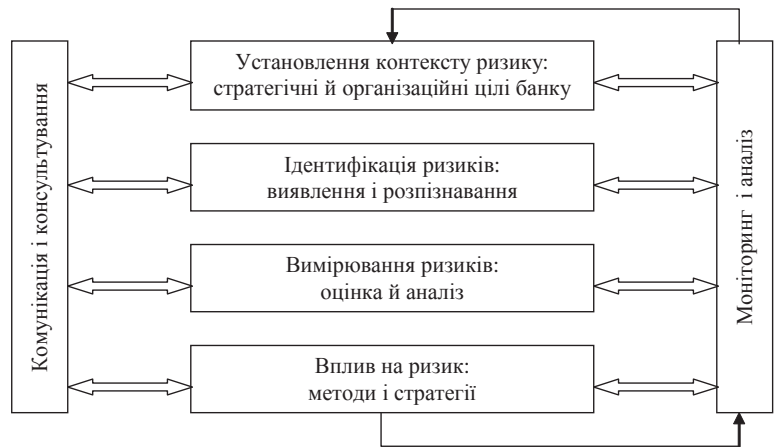 Комунікація і консультування
Установлення контексту ризику:
стратегічні й організаційні цілі банку
Ідентифікація ризиків:
виявлення і розпізнавання
Вимірювання ризиків:
оцінка й аналіз
Вплив на ризик:
методи і стратегії
Моніторинг і аналіз